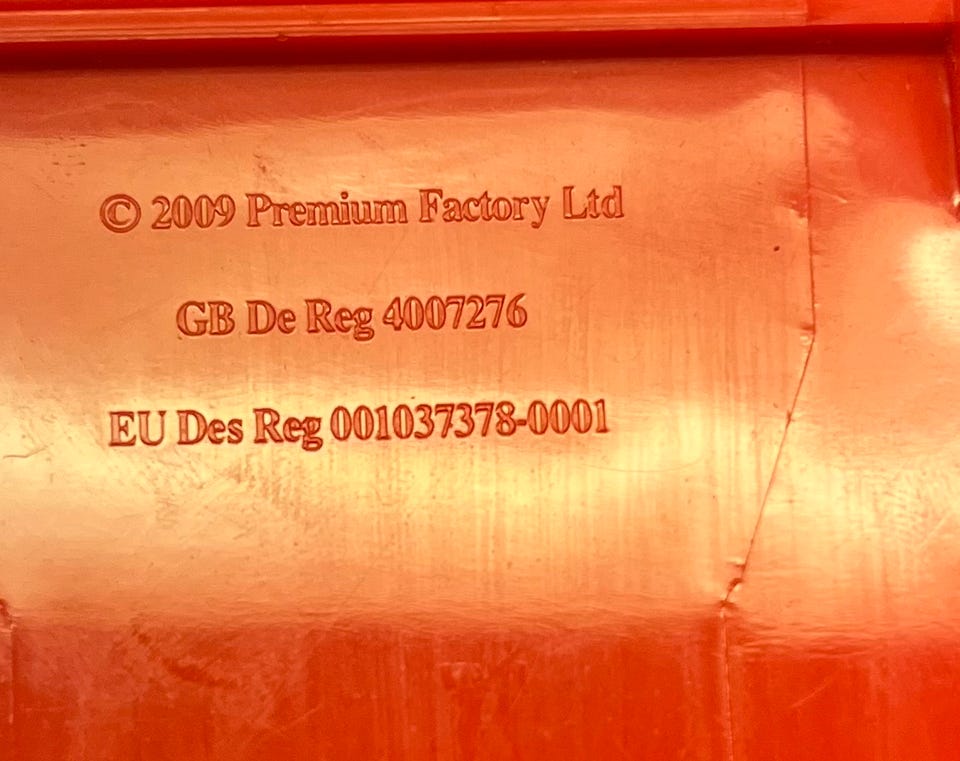 © 2009 Premium Factory Ltd
GB De Reg 4007276
EU Des Reg 001037378-0001